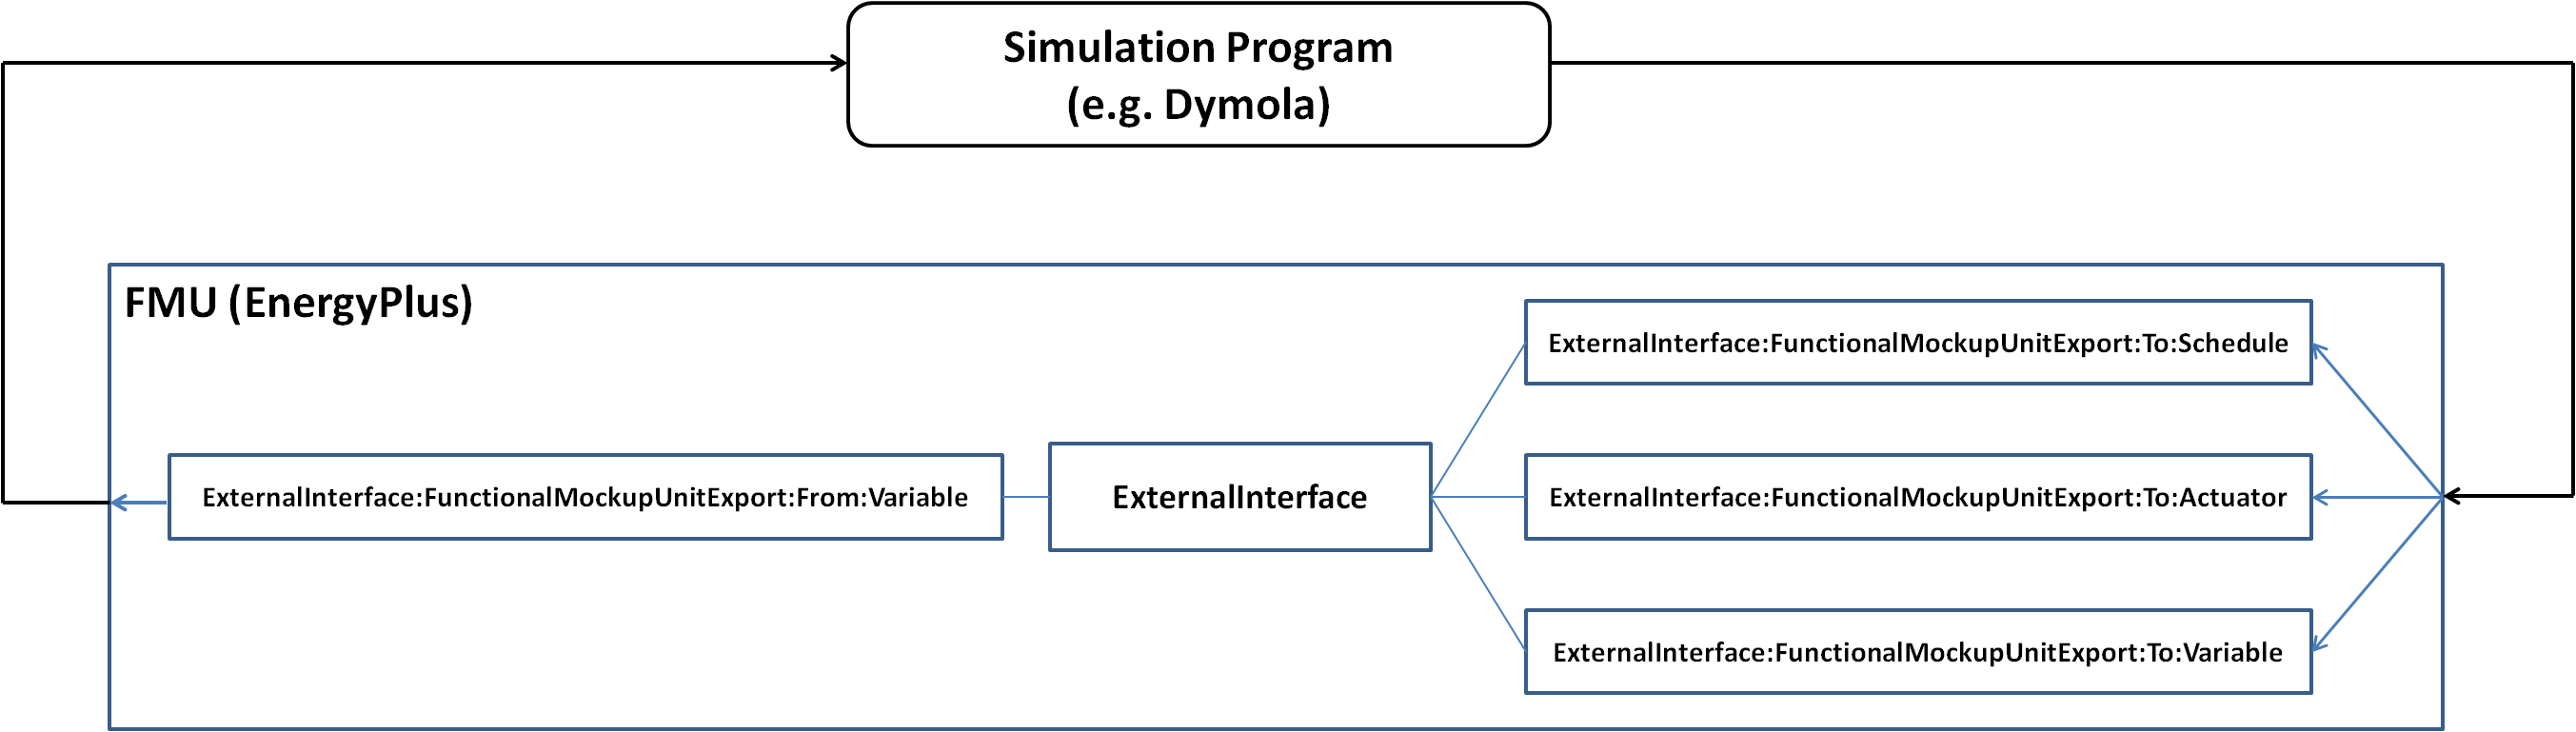 Simulation Program
(e.g. Dymola)
FMU (EnergyPlus)
ExternalInterface:FunctionalMockupUnitExport:To:Schedule
ExternalInterface:FunctionalMockupUnitExport:From:Variable
ExternalInterface
ExternalInterface:FunctionalMockupUnitExport:To:Actuator
ExternalInterface:FunctionalMockupUnitExport:To:Variable